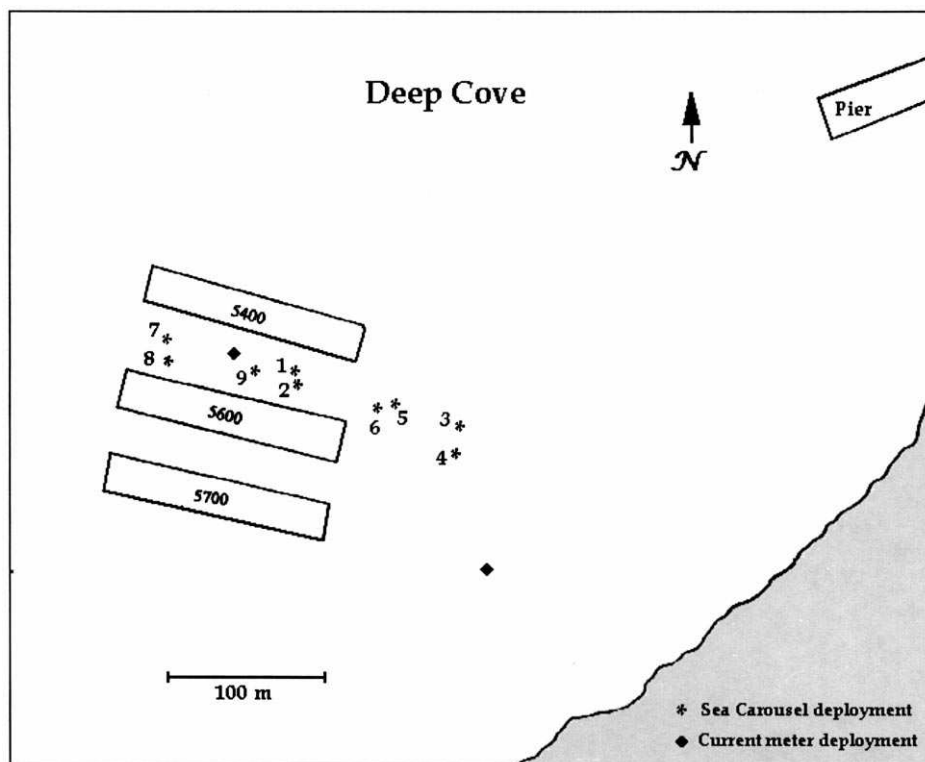 Deep Cove
Pier
N
5400
7
8
1
9
2
5600
6
5
3
4
5700
100 m
* Sea Carousel deployment
◆ Current meter deployment